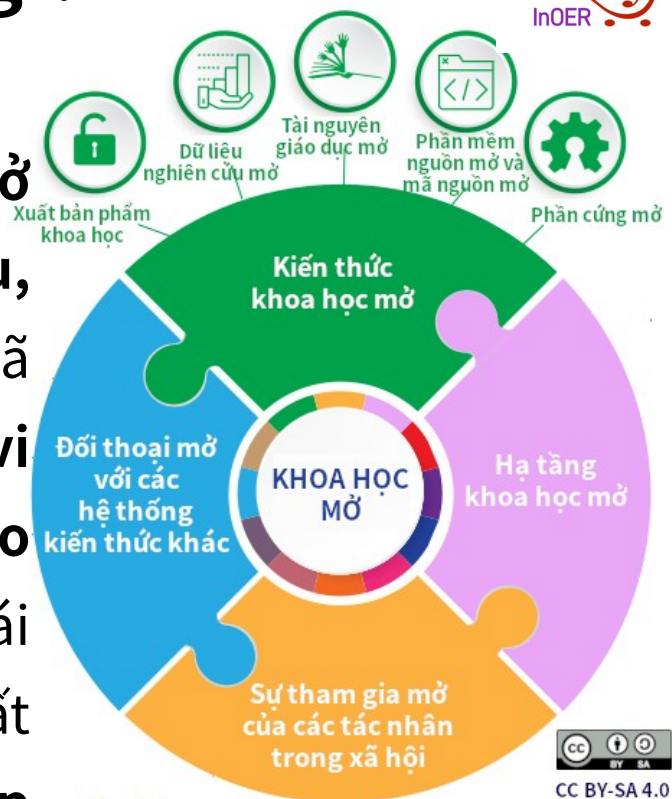 InOER
Dữ liệu
nghiên cứu mở
Tài nguyên
giáo dục mở
Phần mềm
nguồn mở và
mã nguồn mở
Xuất bản phẩm
khoa học
Phần cứng mở
Kiến thức
khoa học mở
Đối thoại mở
với các
hệ thống
kiến thức khác
KHOA HỌC
MỞ
Hạ tầng
khoa học mở
Sự tham gia mở
của các tác nhân
trong xã hội
cc
BY SA
CC BY-SA 4.0